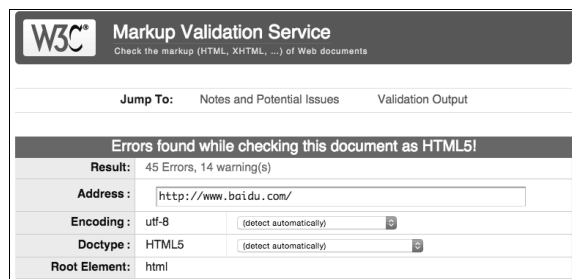 W3C® Markup Validation Service
Check the markup (HTML, XHTML, ...) of Web documents
Jump To: Notes and Potential Issues Validation Output
Errors found while checking this document as HTML5!
Result: 45 Errors, 14 warning(s)
Address : http://www.baidu.com/
Encoding : utf-8 (detect automatically)
Doctype : HTML5 (detect automatically)
Root Element: html